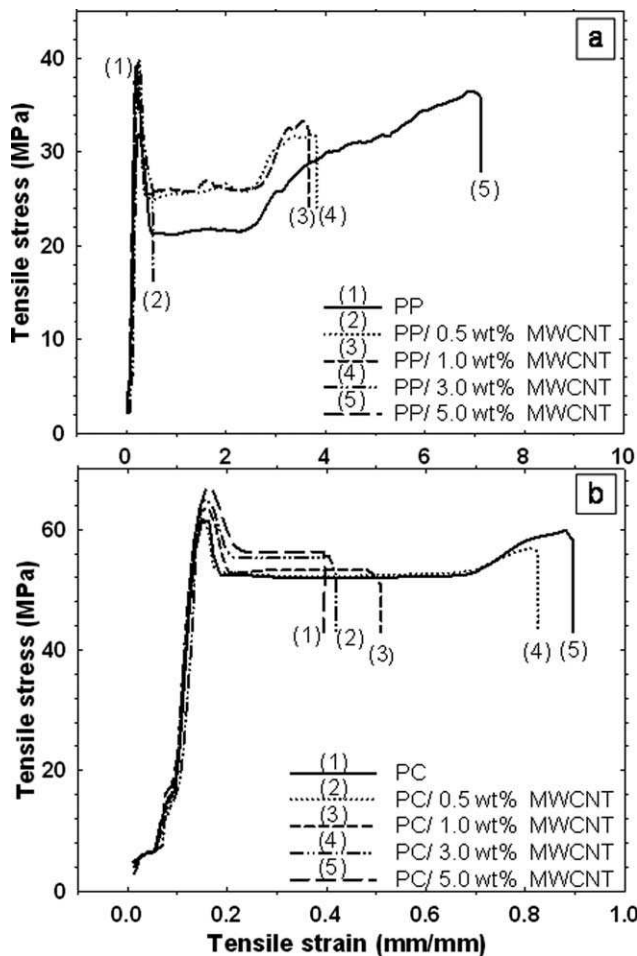 a
Tensile stress (MPa)
40
30
20
10
0
(1)
(2)
(3)
(4)
(5)
(1) PP
(2) PP/ 0.5 wt% MWCNT
(3) PP/ 1.0 wt% MWCNT
(4) PP/ 3.0 wt% MWCNT
(5) PP/ 5.0 wt% MWCNT
0 2 4 6 8 10
b
Tensile stress (MPa)
60
40
20
0
(1)
(2)
(3)
(4)
(5)
(1) PC
(2) PC/ 0.5 wt% MWCNT
(3) PC/ 1.0 wt% MWCNT
(4) PC/ 3.0 wt% MWCNT
(5) PC/ 5.0 wt% MWCNT
0.0 0.2 0.4 0.6 0.8 1.0
Tensile strain (mm/mm)